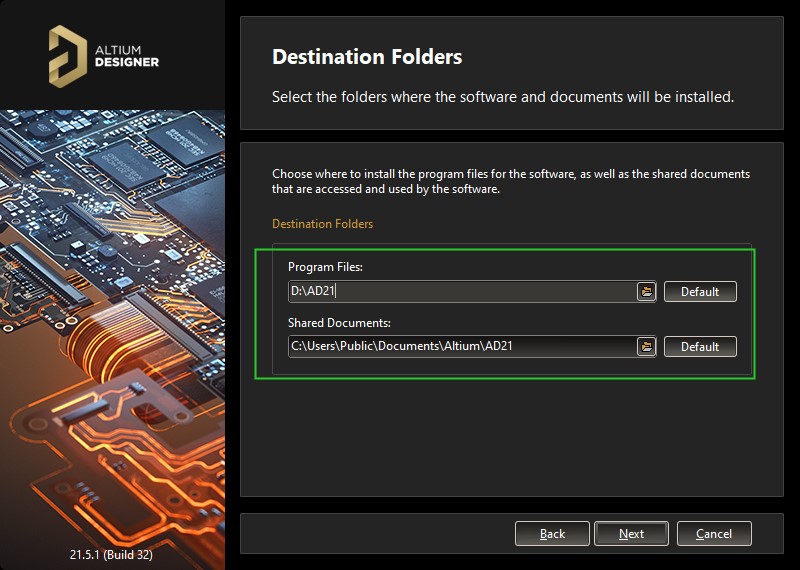 ALTIUM
DESIGNER
Destination Folders
Select the folders where the software and documents will be installed.
Choose where to install the program files for the software, as well as the shared documents
that are accessed and used by the software.
Destination Folders
Program Files:
D:\AD21
Default
Shared Documents:
C:\Users\Public\Documents\Altium\AD21
Default
21.5.1 (Build 32)
Back
Next
Cancel